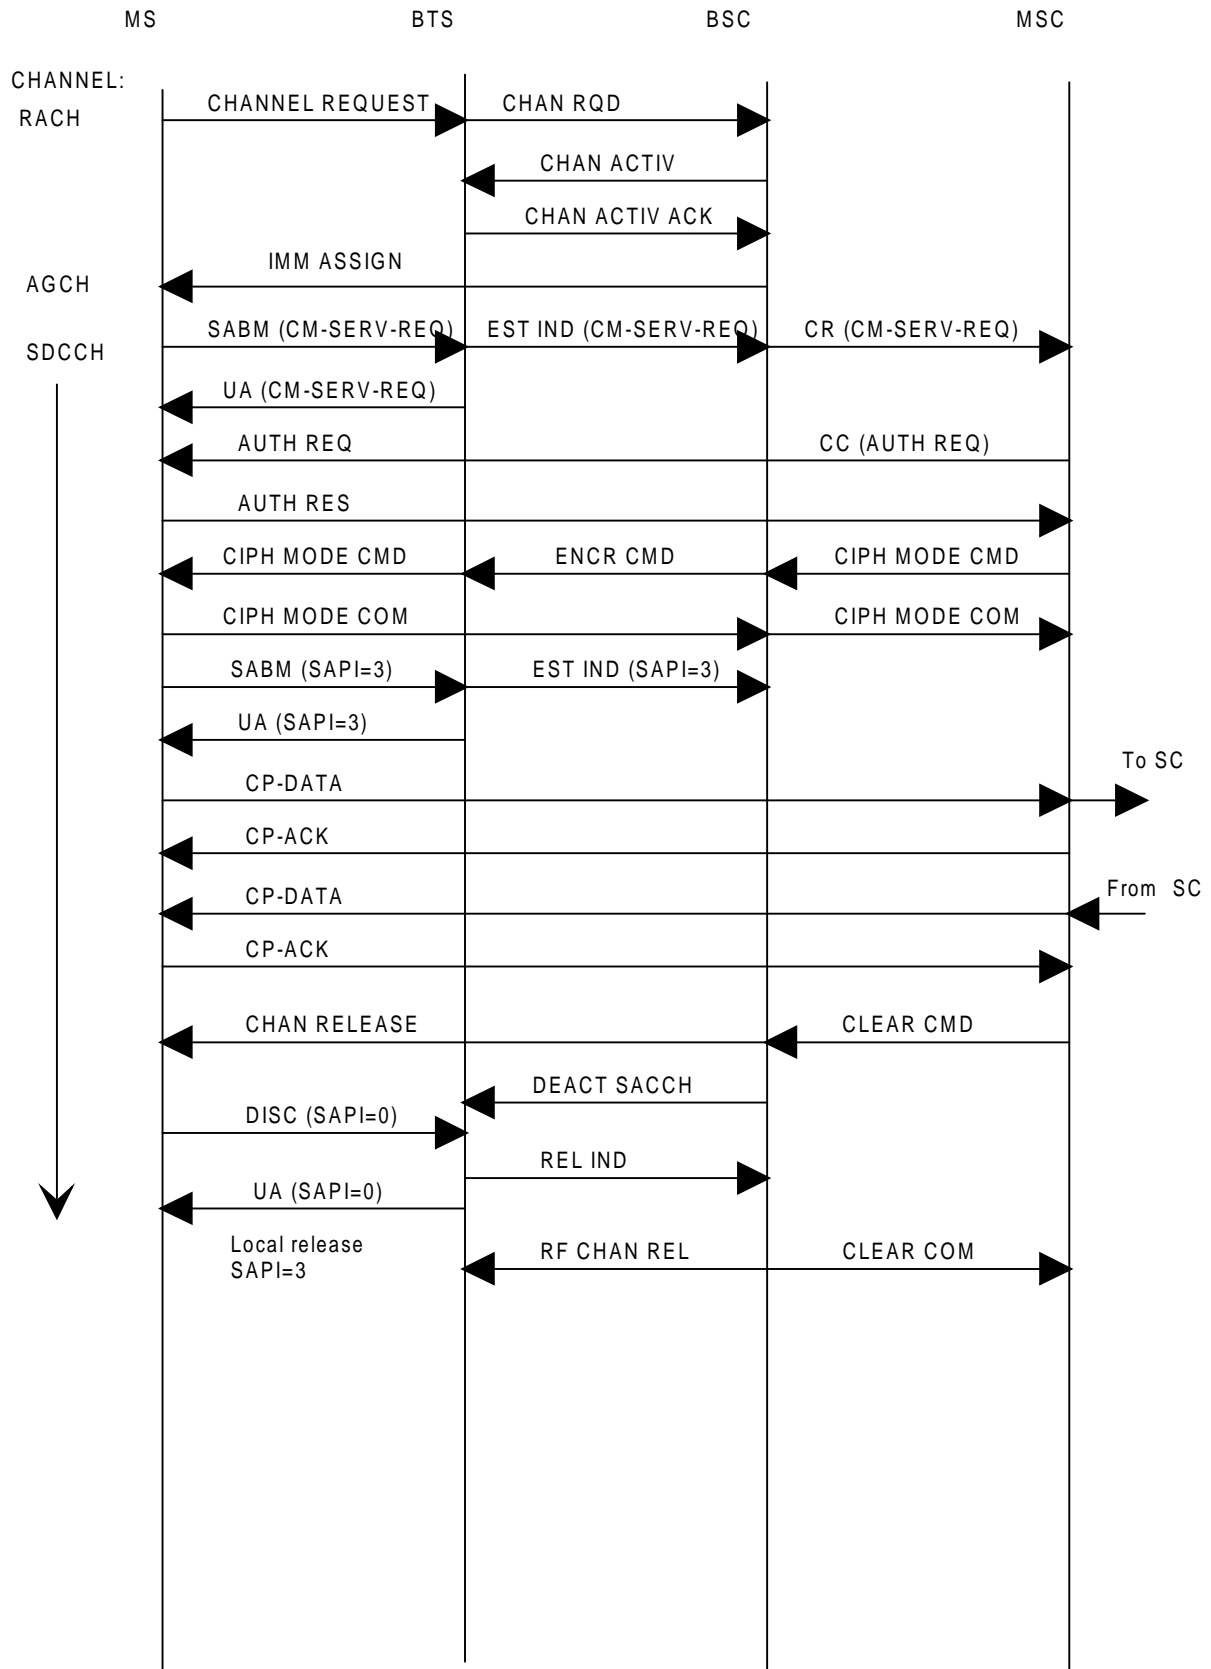 MS BTS BSC MSC
CHANNEL:
RACH CHANNEL REQUEST CHAN RQD
CHAN ACTIV
CHAN ACTIV ACK
IMM ASSIGN
AGCH
SABM (CM-SERV-REQ) EST IND (CM-SERV-REQ) CR (CM-SERV-REQ)
SDCCH
UA (CM-SERV-REQ)
AUTH REQ CC (AUTH REQ)
AUTH RES
CIPH MODE CMD ENCR CMD CIPH MODE CMD
CIPH MODE COM CIPH MODE COM
SABM (SAPI=3) EST IND (SAPI=3)
UA (SAPI=3)
To SC
CP-DATA
CP-ACK
CP-DATA From SC
CP-ACK
CHAN RELEASE CLEAR CMD
DEACT SACCH
DISC (SAPI=0)
REL IND
UA (SAPI=0)
Local release RF CHAN REL CLEAR COM
SAPI=3